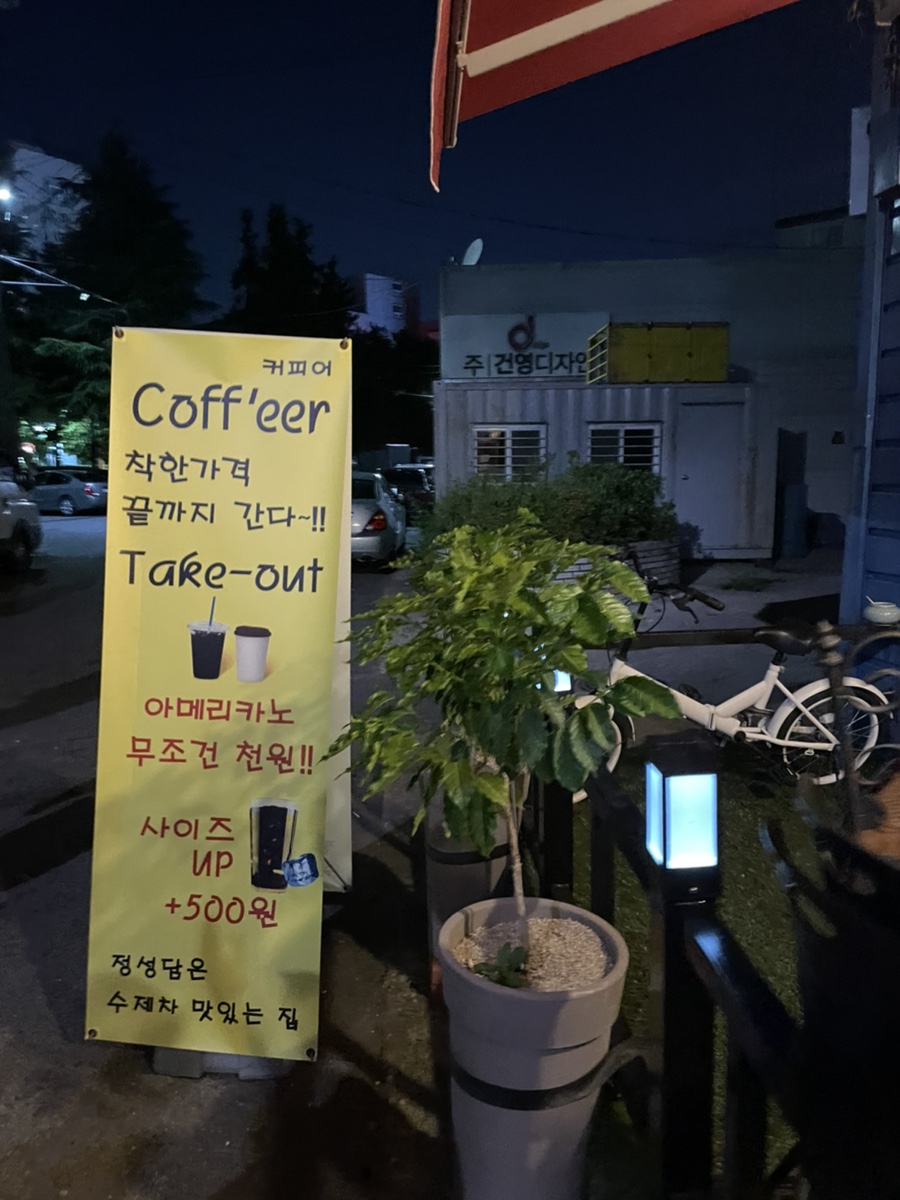 커피어
Coff'eer
착한가격
끝까지 간다~!!
Take-out
아메리카노
무조건 천원!!
사이즈
UP
+500원
정성담은
수제차 맛있는 집
주|건영디자인